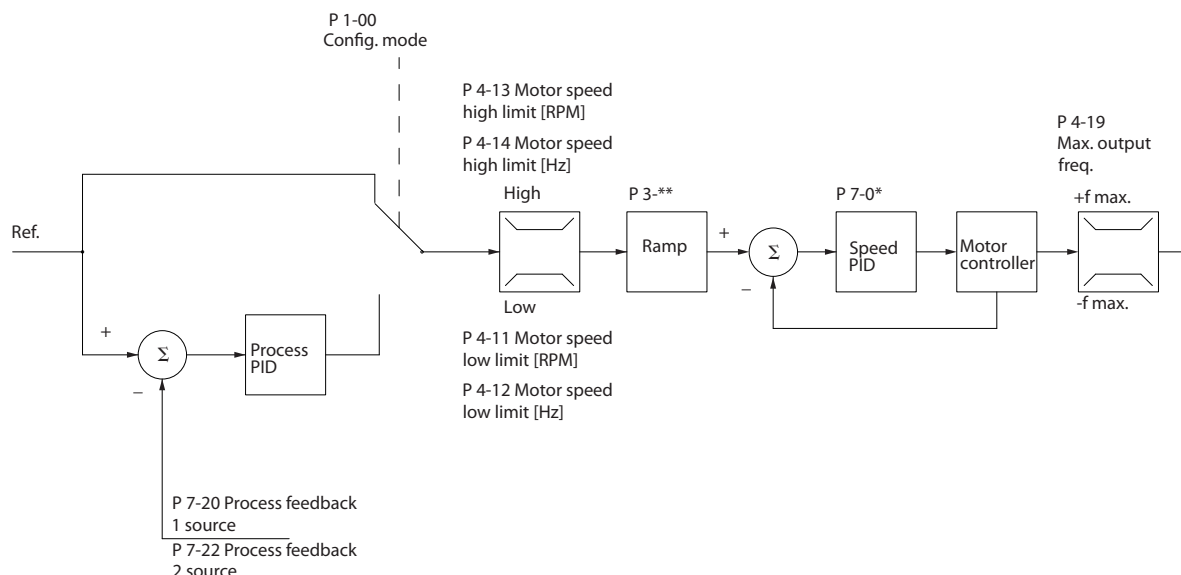 P 1-00
Config. mode
P 4-13 Motor speed
high limit [RPM]
P 4-14 Motor speed
high limit [Hz]
P 4-19
Max. output
freq.
High
P 3-**
P 7-0*
+f max.
Ref.
+
Ramp
Σ
Speed
PID
Motor
controller
−
Low
-f max.
+
P 4-11 Motor speed
low limit [RPM]
Σ
Process
PID
−
P 4-12 Motor speed
low limit [Hz]
P 7-20 Process feedback
1 source
P 7-22 Process feedback
2 source